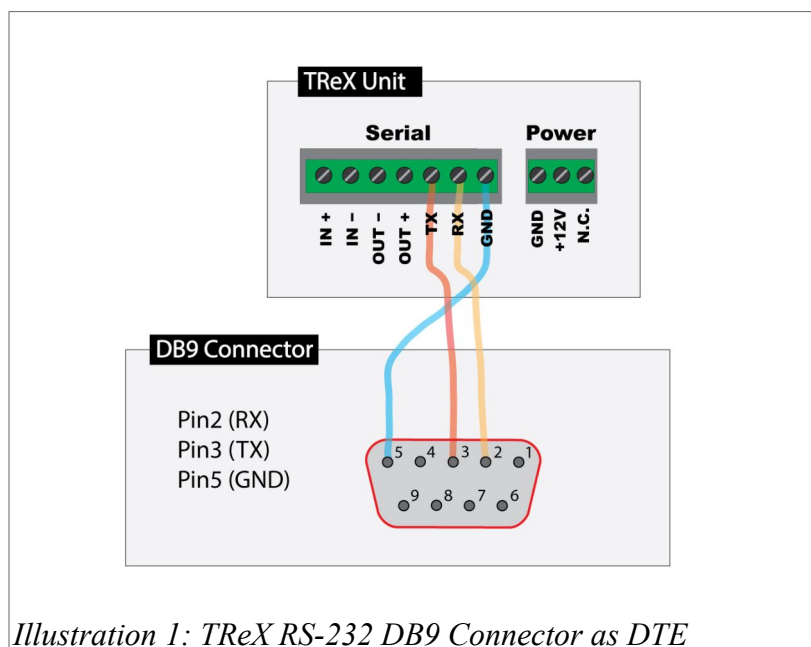 TReX Unit
Serial Power
IN +
IN −
OUT −
OUT +
TX
RX
GND
GND
+12V
N.C.
DB9 Connector
Pin2 (RX)
Pin3 (TX)
Pin5 (GND)
5 4 3 2 1
9 8 7 6
Illustration 1: TReX RS-232 DB9 Connector as DTE